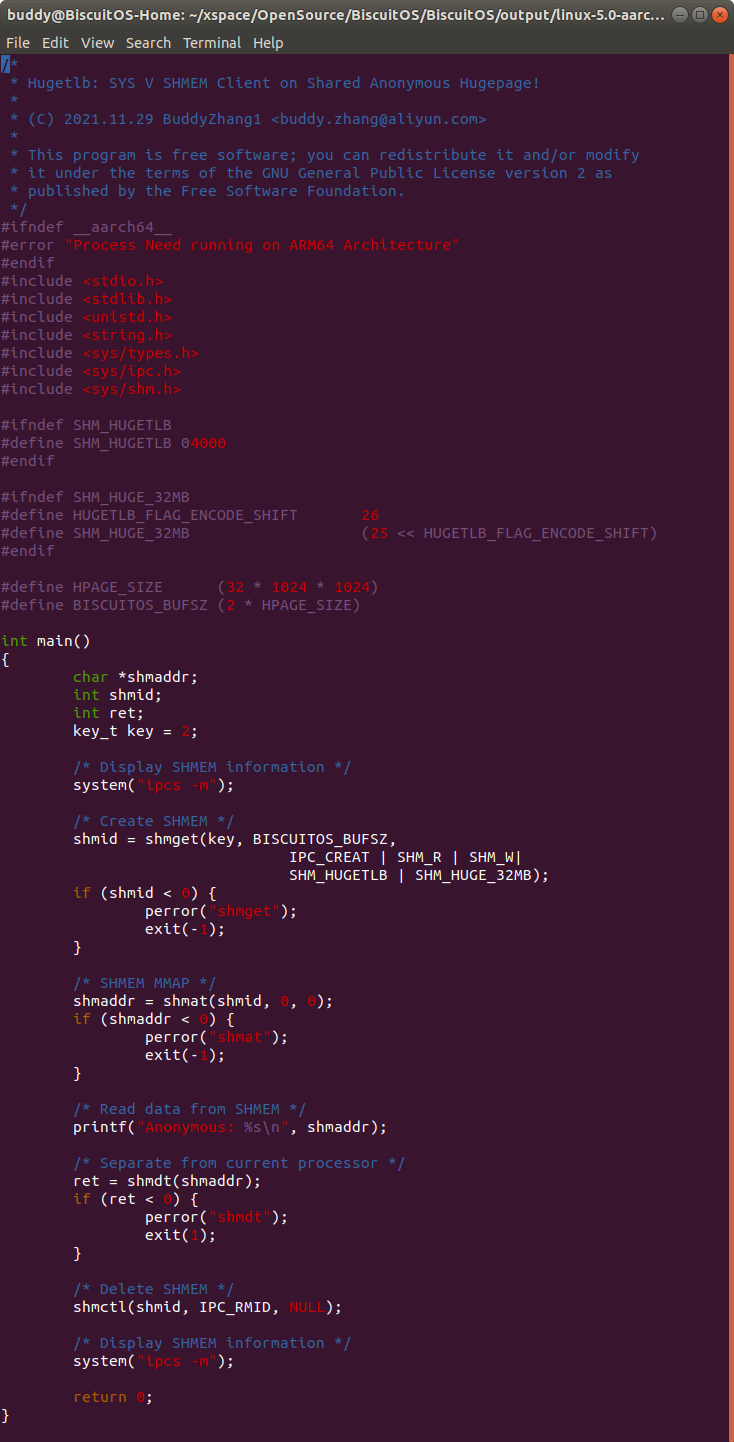 buddy@BiscuitOS-Home: ~/xspace/OpenSource/BiscuitOS/BiscuitOS/output/linux-5.0-aarc...
File Edit View Search Terminal Help
/*
 * Hugetlb: SYS V SHMEM Client on Shared Anonymous Hugepage!
 *
 * (C) 2021.11.29 BuddyZhang1 <buddy.zhang@aliyun.com>
 *
 * This program is free software; you can redistribute it and/or modify
 * it under the terms of the GNU General Public License version 2 as
 * published by the Free Software Foundation.
 */
#ifndef __aarch64__
#error "Process Need running on ARM64 Architecture"
#endif
#include <stdio.h>
#include <stdlib.h>
#include <unistd.h>
#include <string.h>
#include <sys/types.h>
#include <sys/ipc.h>
#include <sys/shm.h>

#ifndef SHM_HUGETLB
#define SHM_HUGETLB 04000
#endif

#ifndef SHM_HUGE_32MB
#define HUGETLB_FLAG_ENCODE_SHIFT       26
#define SHM_HUGE_32MB                   (25 << HUGETLB_FLAG_ENCODE_SHIFT)
#endif

#define HPAGE_SIZE      (32 * 1024 * 1024)
#define BISCUITOS_BUFSZ (2 * HPAGE_SIZE)

int main()
{
        char *shmaddr;
        int shmid;
        int ret;
        key_t key = 2;

        /* Display SHMEM information */
        system("ipcs -m");

        /* Create SHMEM */
        shmid = shmget(key, BISCUITOS_BUFSZ,
                                IPC_CREAT | SHM_R | SHM_W|
                                SHM_HUGETLB | SHM_HUGE_32MB);
        if (shmid < 0) {
                perror("shmget");
                exit(-1);
        }

        /* SHMEM MMAP */
        shmaddr = shmat(shmid, 0, 0);
        if (shmaddr < 0) {
                perror("shmat");
                exit(-1);
        }

        /* Read data from SHMEM */
        printf("Anonymous: %s\n", shmaddr);

        /* Separate from current processor */
        ret = shmdt(shmaddr);
        if (ret < 0) {
                perror("shmdt");
                exit(1);
        }

        /* Delete SHMEM */
        shmctl(shmid, IPC_RMID, NULL);

        /* Display SHMEM information */
        system("ipcs -m");

        return 0;
}